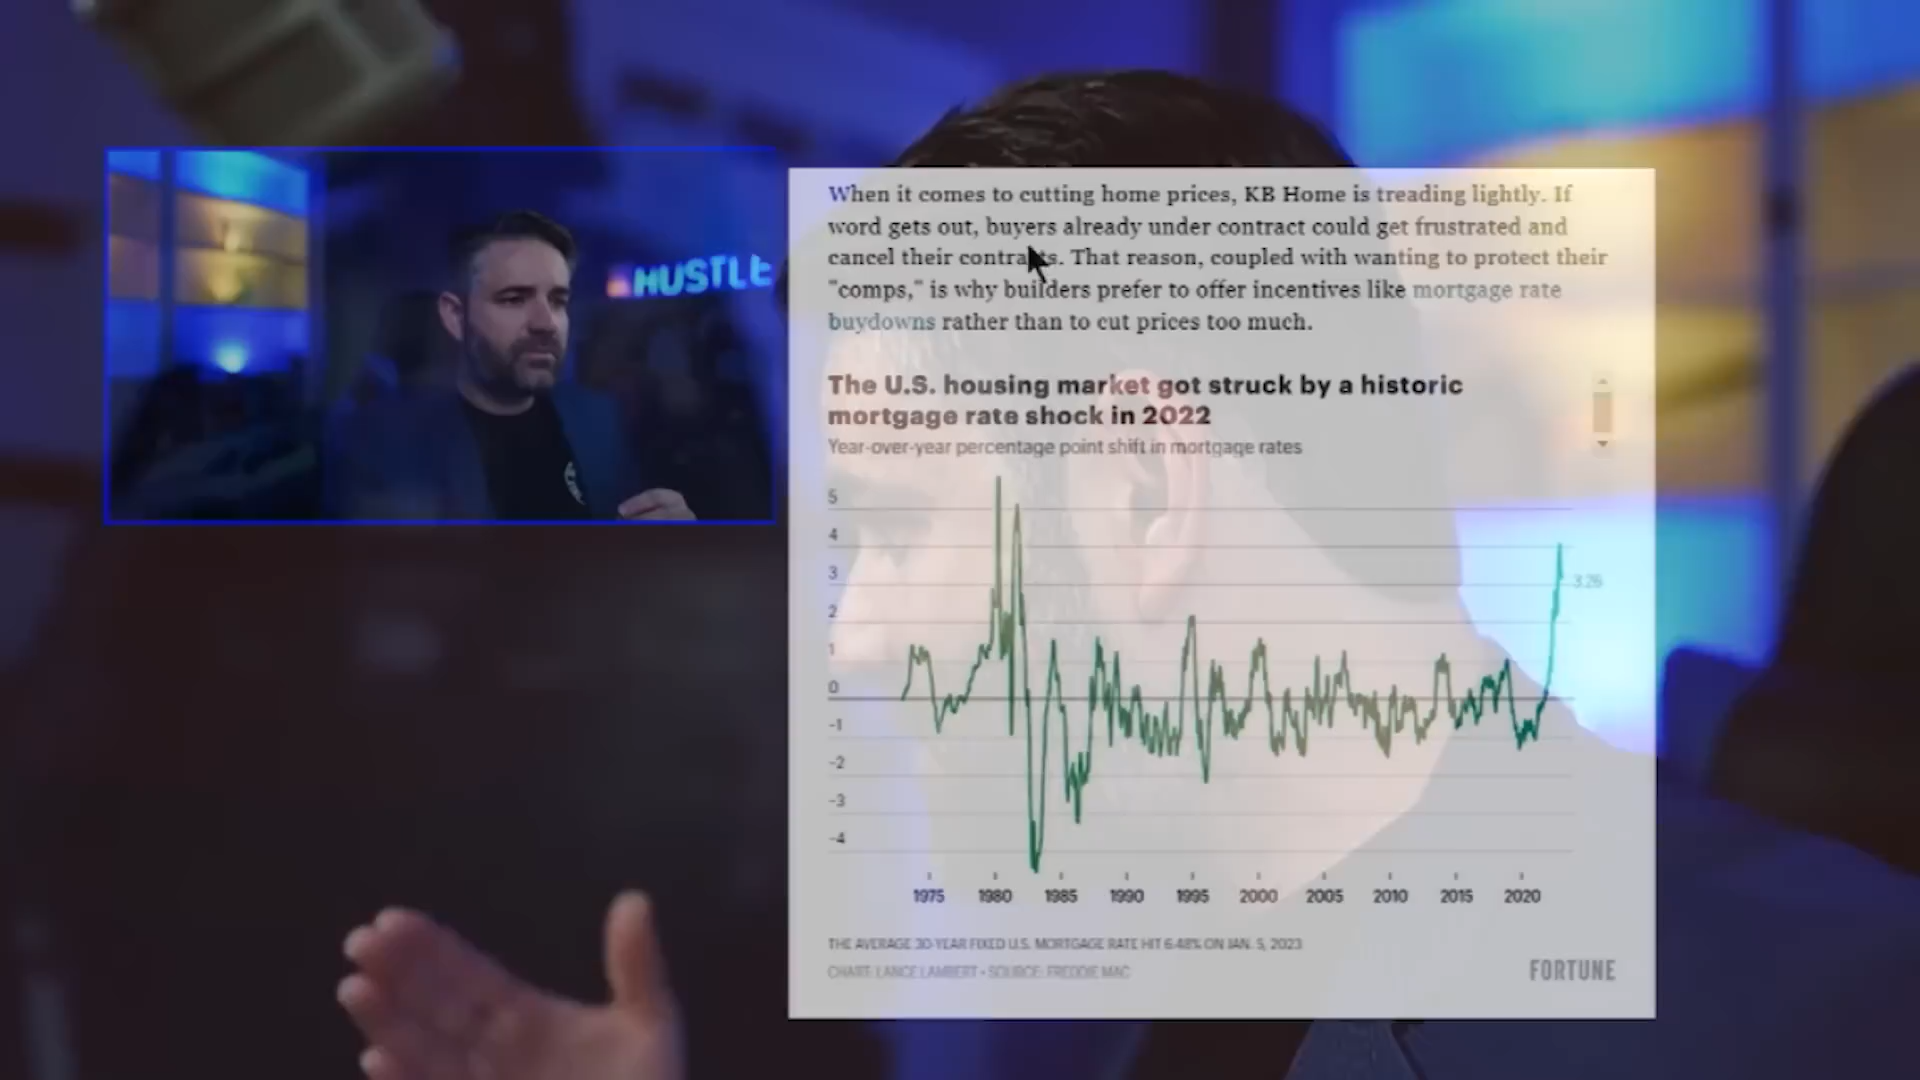 HUSTLE
When it comes to cutting home prices, KB Home is treading lightly. If
word gets out, buyers already under contract could get frustrated and
cancel their contracts. That reason, coupled with wanting to protect their
"comps," is why builders prefer to offer incentives like mortgage rate
buydowns rather than to cut prices too much.
The U.S. housing market got struck by a historic
mortgage rate shock in 2022
Year-over-year percentage point shift in mortgage rates
5
4
3
3.26
2
1
0
-1
-2
-3
-4
1975 1980 1985 1990 1995 2000 2005 2010 2015 2020
THE AVERAGE 30-YEAR FIXED U.S. MORTGAGE RATE HIT 6.48% ON JAN. 5, 2023
CHART: LANCE LAMBERT • SOURCE: FREDDIE MAC
FORTUNE